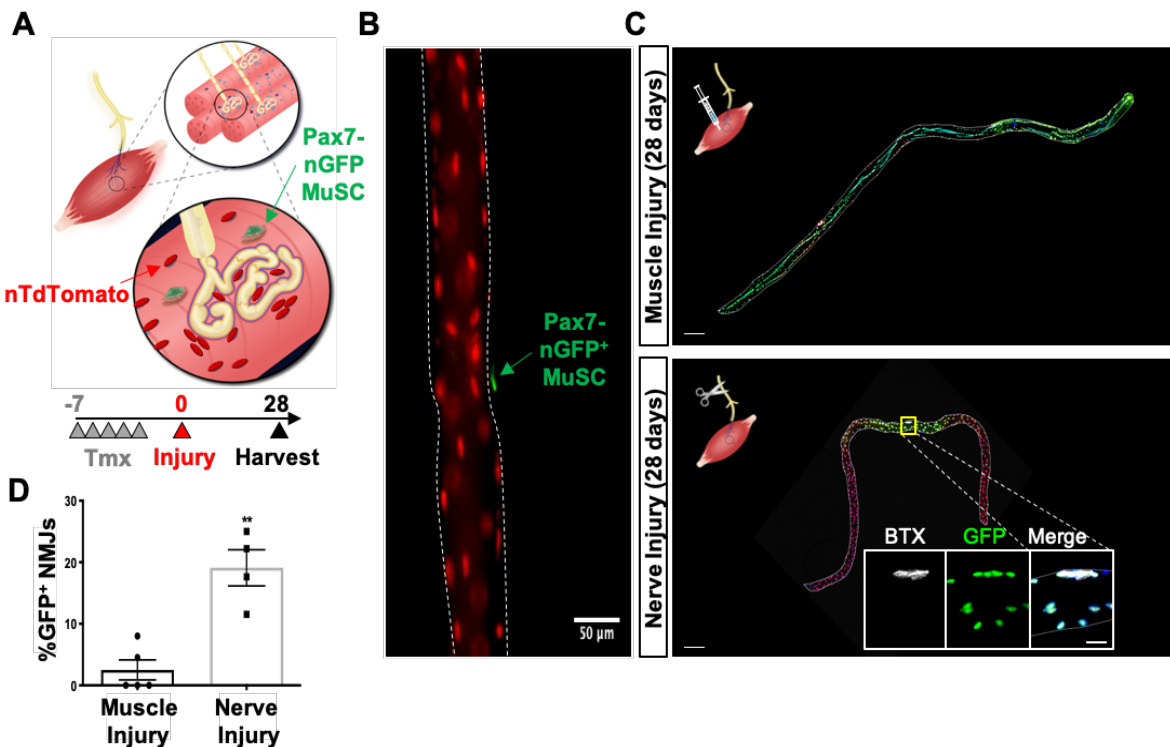 A
Pax7-
nGFP
MuSC
nTdTomato
-7
0
28
Tmx
Injury
Harvest
B
Pax7-
nGFP⁺
MuSC
50 µm
C
Muscle Injury (28 days)
Nerve Injury (28 days)
BTX
GFP
Merge
D
%GFP⁺ NMJs
30
20
10
0
**
Muscle
Injury
Nerve
Injury